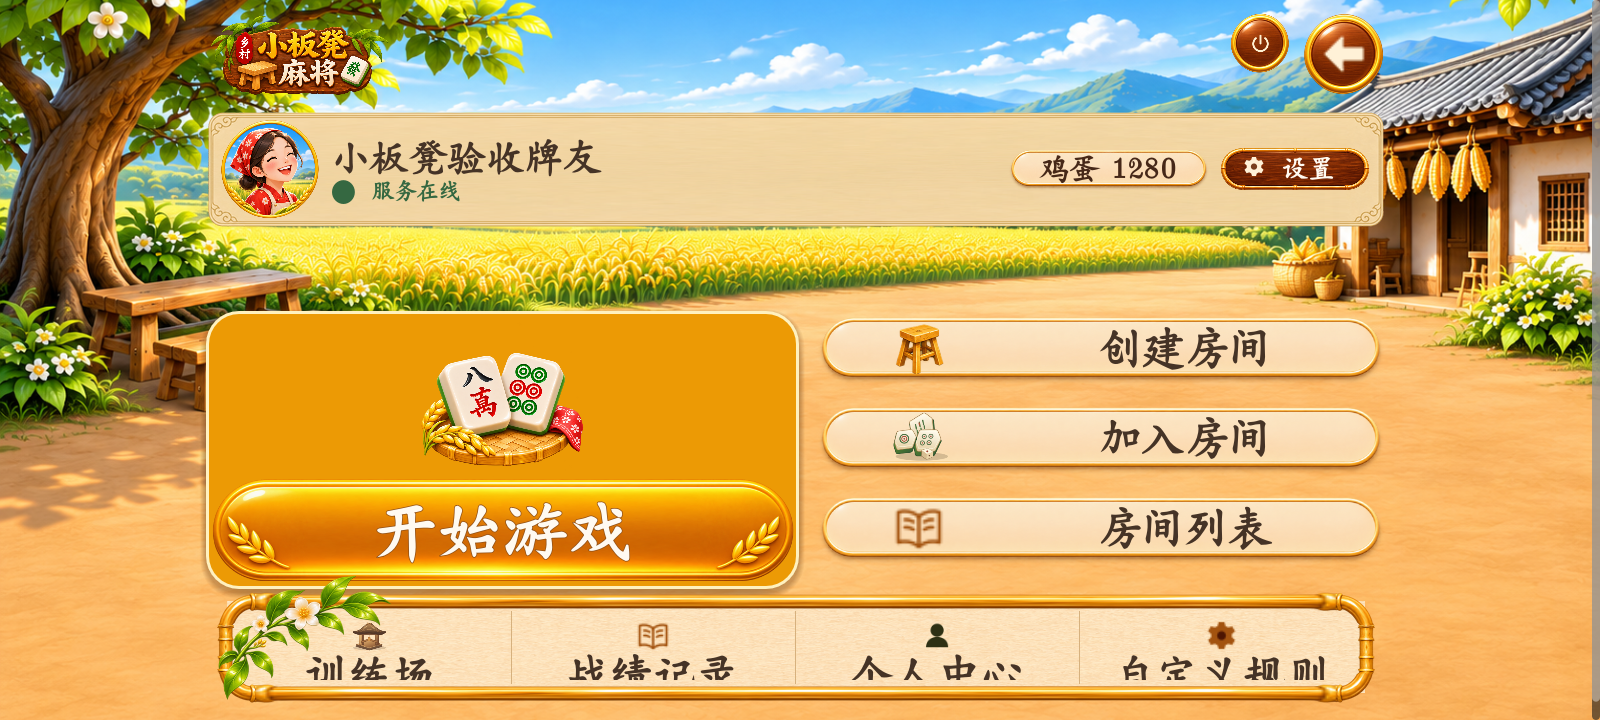 乡村
小板凳
麻将
發
小板凳验收牌友
服务在线
鸡蛋 1280
设置
八萬
开始游戏
创建房间
加入房间
房间列表
训练场
战绩记录
个人中心
自定义规则